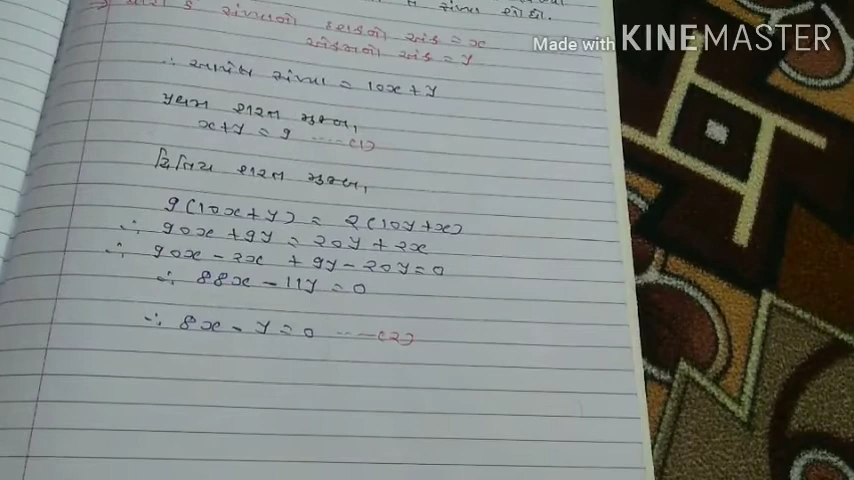 સંખ્યા શોધો.
⇒ ધારો કે સંખ્યાનો દશકનો અંક = x
એકમનો અંક = y
Made with KINEMASTER
∴ આપેલ સંખ્યા = 10x + y
પ્રથમ શરત મુજબ,
x + y = 9 ----- (1)
દ્વિતિય શરત મુજબ,
9(10x + y) = 2(10y + x)
∴ 90x + 9y = 20y + 2x
∴ 90x - 2x + 9y - 20y = 0
∴ 88x - 11y = 0
∴ 8x - y = 0 ----- (2)